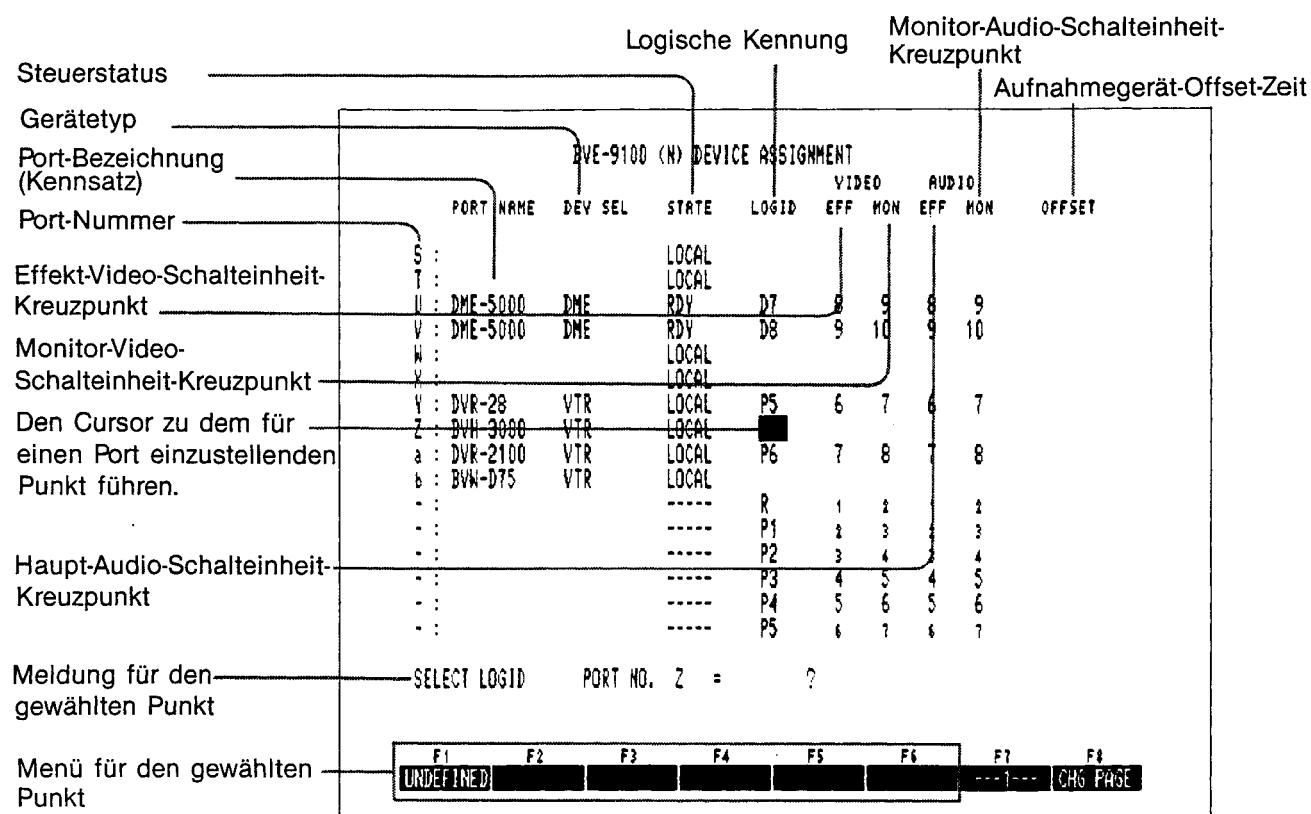 Logische Kennung
Monitor-Audio-Schalteinheit-
Kreuzpunkt
Aufnahmegerät-Offset-Zeit
Steuerstatus
Gerätetyp
Port-Bezeichnung
(Kennsatz)
Port-Nummer
Effekt-Video-Schalteinheit-
Kreuzpunkt
Monitor-Video-
Schalteinheit-Kreuzpunkt
Den Cursor zu dem für
einen Port einzustellenden
Punkt führen.
Haupt-Audio-Schalteinheit-
Kreuzpunkt
Meldung für den
gewählten Punkt
Menü für den gewählten
Punkt
BVE-9100 (N) DEVICE ASSIGNMENT
VIDEO AUDIO
PORT NAME DEV SEL STATE LOGID EFF MON EFF MON OFFSET
S : LOCAL
T : LOCAL
U : DME-5000 DME RDY D7 8 9 8 9
V : DME-5000 DME RDY D8 9 10 9 10
W : LOCAL
X : LOCAL
Y : DVR-28 VTR LOCAL P5 6 7 6 7
Z : DVH-3000 VTR LOCAL
a : DVR-2100 VTR LOCAL P6 7 8 7 8
b : BVW-D75 VTR LOCAL
- : ----- R 1 2 1 2
- : ----- P1 2 3 2 3
- : ----- P2 3 4 3 4
- : ----- P3 4 5 4 5
- : ----- P4 5 6 5 6
- : ----- P5 6 7 6 7
SELECT LOGID PORT NO. Z = ?
F1 F2 F3 F4 F5 F6 F7 F8
UNDEFINED ---1--- CHG PAGE